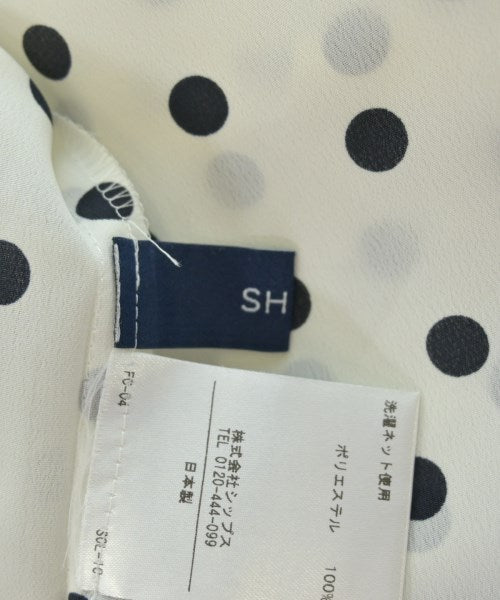 SH
洗濯ネット使用
ポリエステル 100%
株式会社シップス
TEL 0120-444-099
日本製
FC-04